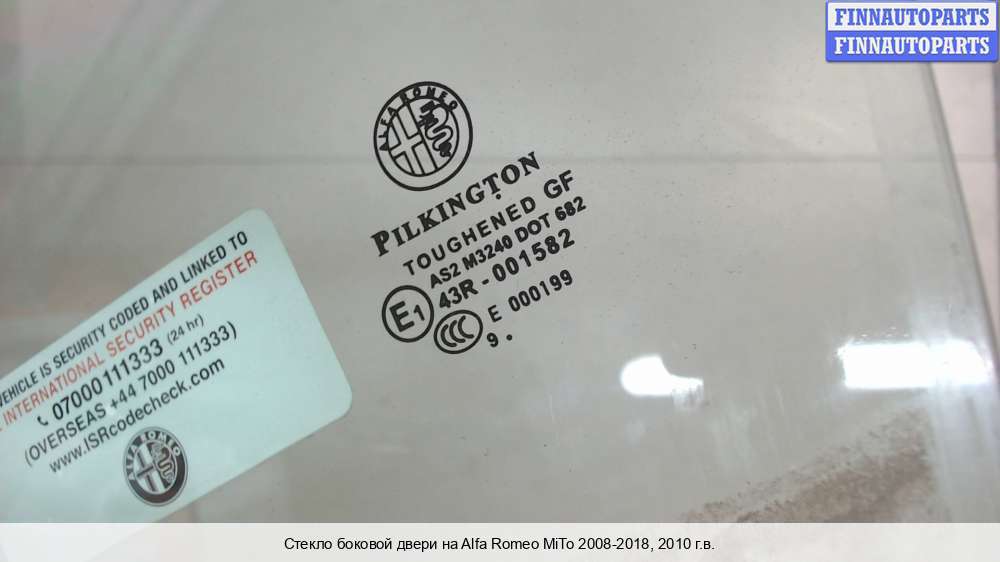 FINNAUTOPARTS
FINNAUTOPARTS
ALFA ROMEO
PILKINGTON
TOUGHENED GF
AS2 M3240 DOT 682
E1 43R - 001582
CCC E 000199
9 .
VEHICLE IS SECURITY CODED AND LINKED TO
INTERNATIONAL SECURITY REGISTER
07000 111333 (24 hr)
(OVERSEAS +44 7000 111333)
www.ISRcodecheck.com
ALFA ROMEO
Стекло боковой двери на Alfa Romeo MiTo 2008-2018, 2010 г.в.